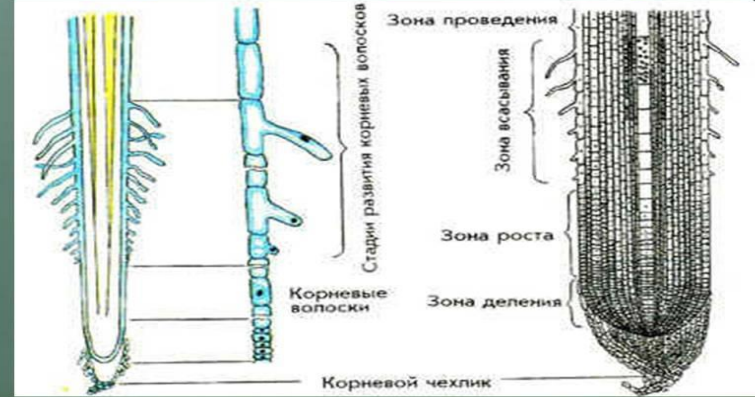 Зона проведения
Стадии развития корневых волосков
Зона всасывания
Зона роста
Корневые
волоски
Зона деления
Корневой чехлик